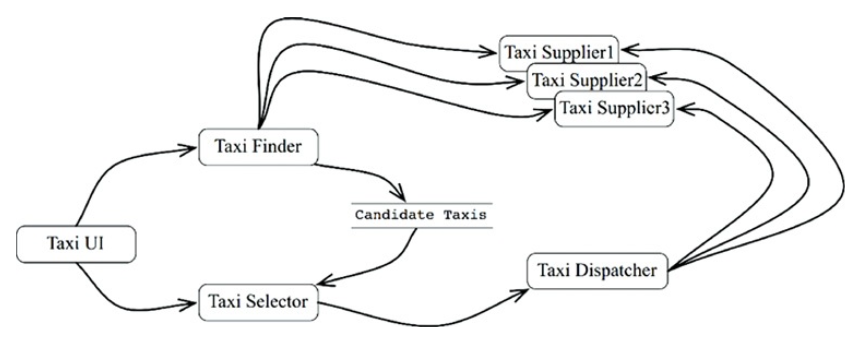 Taxi Supplier1
Taxi Supplier2
Taxi Supplier3
Taxi Finder
Candidate Taxis
Taxi UI
Taxi Dispatcher
Taxi Selector